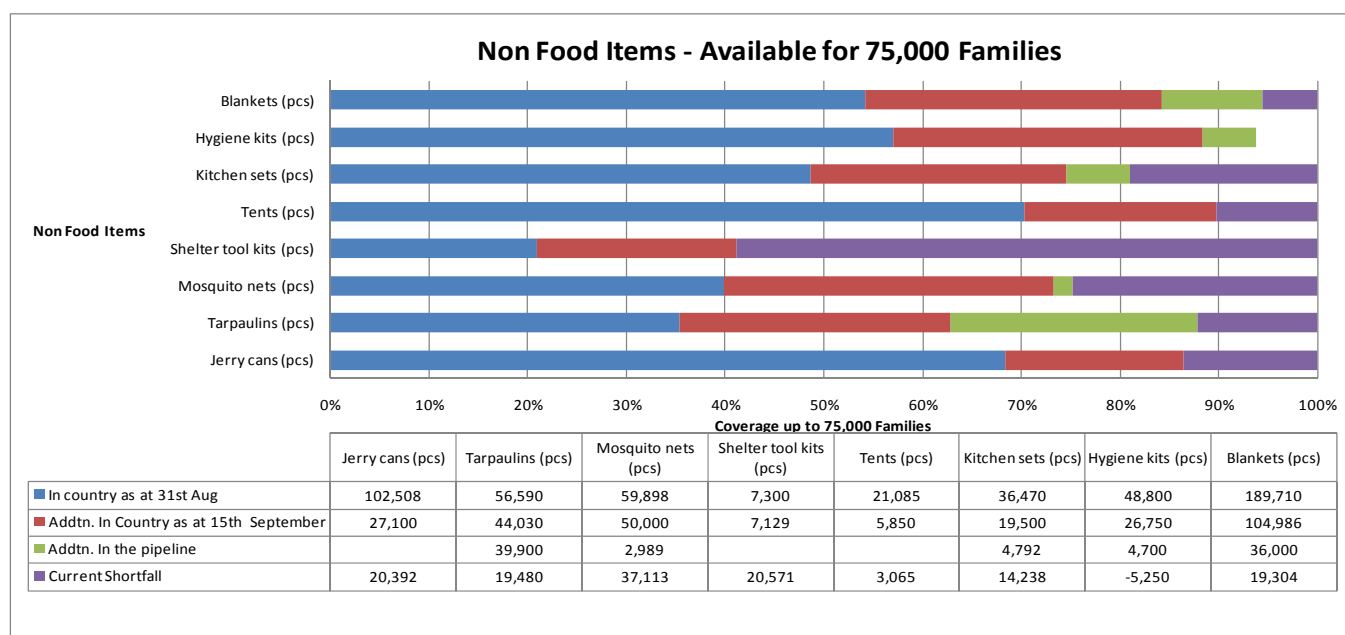 Non Food Items - Available for 75,000 Families
Blankets (pcs)
Hygiene kits (pcs)
Kitchen sets (pcs)
Tents (pcs)
Non Food Items
Shelter tool kits (pcs)
Mosquito nets (pcs)
Tarpaulins (pcs)
Jerry cans (pcs)
0% 10% 20% 30% 40% 50% 60% 70% 80% 90% 100%
Coverage up to 75,000 Families
Jerry cans (pcs) Tarpaulins (pcs) Mosquito nets (pcs) Shelter tool kits (pcs) Tents (pcs) Kitchen sets (pcs) Hygiene kits (pcs) Blankets (pcs)
In country as at 31st Aug 102,508 56,590 59,898 7,300 21,085 36,470 48,800 189,710
Addtn. In Country as at 15th September 27,100 44,030 50,000 7,129 5,850 19,500 26,750 104,986
Addtn. In the pipeline 39,900 2,989 4,792 4,700 36,000
Current Shortfall 20,392 19,480 37,113 20,571 3,065 14,238 -5,250 19,304